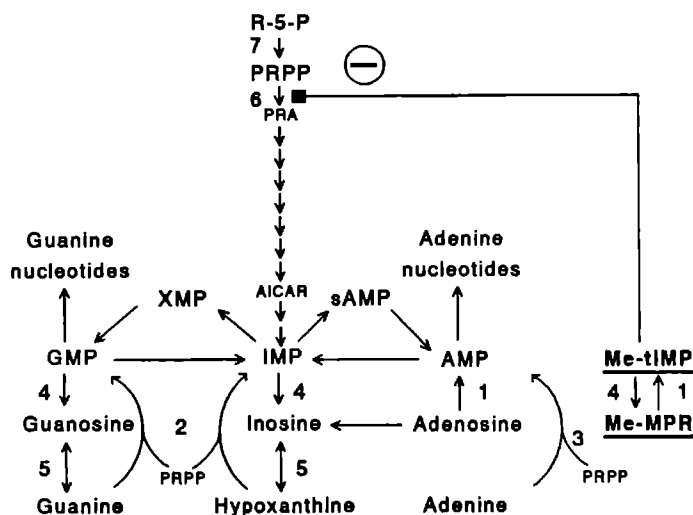 R-5-P
7
PRPP
6
PRA
Guanine
nucleotides
Adenine
nucleotides
AICAR
XMP
sAMP
GMP
IMP
AMP
Me-tIMP
4
4
1
4
1
Guanosine
2
Inosine
Adenosine
Me-MPR
3
5
PRPP
5
PRPP
Guanine
Hypoxanthine
Adenine